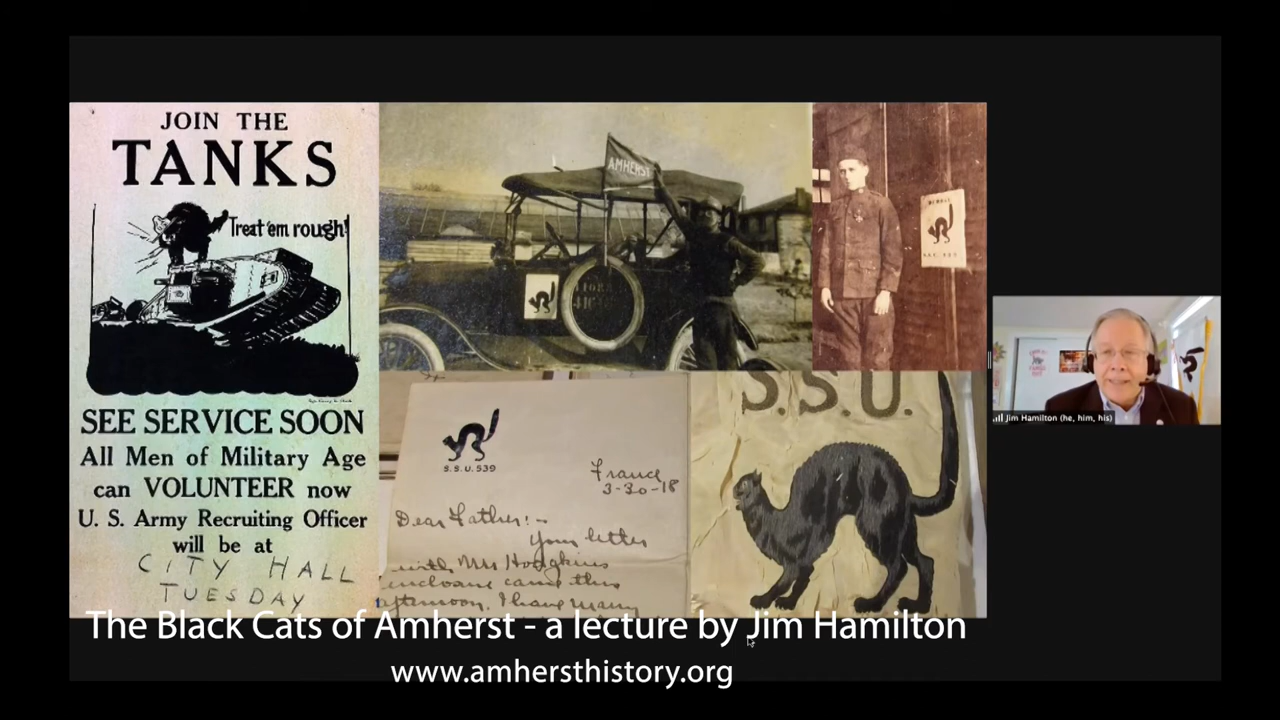 JOIN THE
TANKS
Treat 'em rough!
SEE SERVICE SOON
All Men of Military Age
can VOLUNTEER now
U. S. Army Recruiting Officer
will be at
CITY HALL
TUESDAY
AMHERST
S.S.U. 539
France
3-30-18
Dear Father:-
Your letter
with Mrs Hodgkins
came this
afternoon. I have many
S.S.U.
Jim Hamilton (he, him, his)
The Black Cats of Amherst - a lecture by Jim Hamilton
www.amhersthistory.org